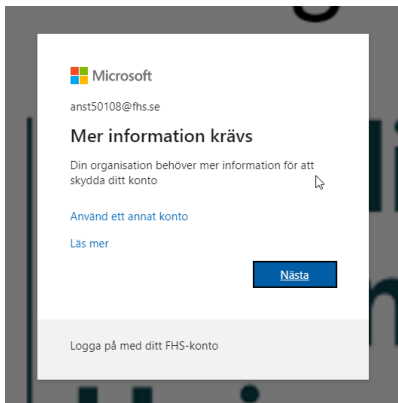 Microsoft
anst50108@fhs.se
Mer information krävs
Din organisation behöver mer information för att
skydda ditt konto
Använd ett annat konto
Läs mer
Nästa
Logga på med ditt FHS-konto